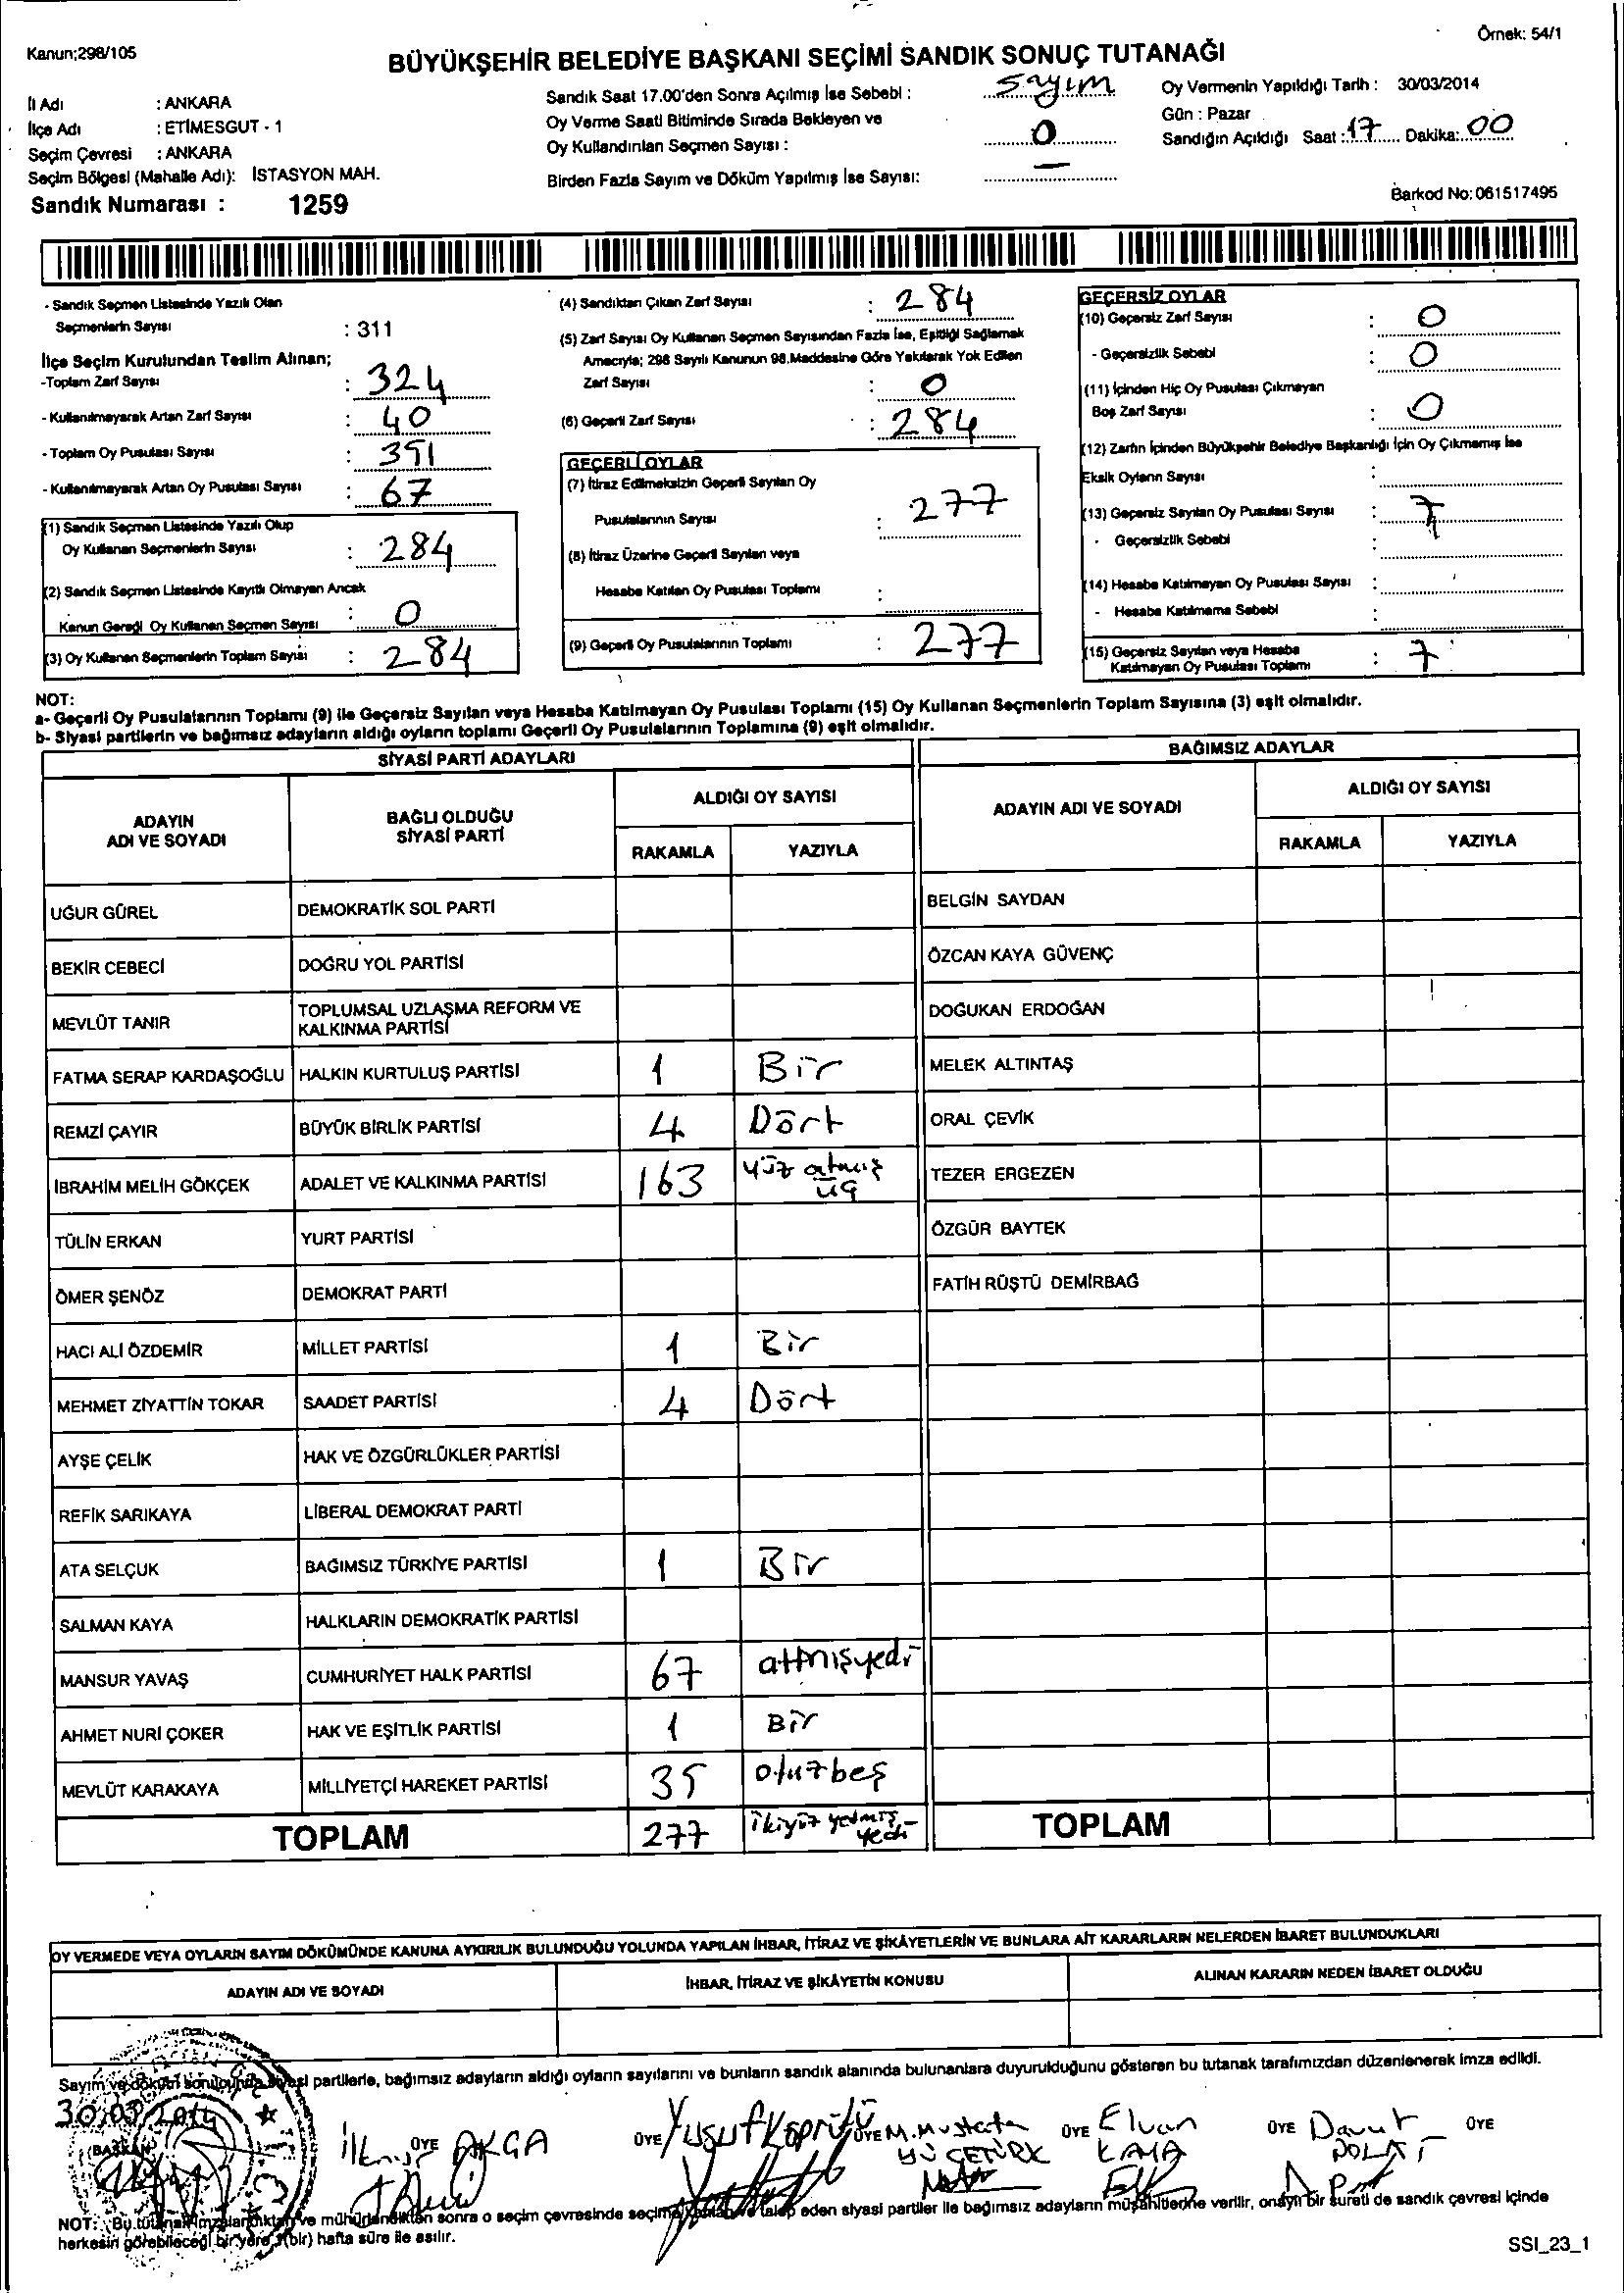 Örnek: 54/1
Kanun;298/105
BÜYÜKŞEHİR BELEDİYE BAŞKANI SEÇİMİ SANDIK SONUÇ TUTANAĞI
İl Adı : ANKARA
İlçe Adı : ETİMESGUT - 1
Seçim Çevresi : ANKARA
Seçim Bölgesi (Mahalle Adı): İSTASYON MAH.
Sandık Numarası : 1259
Sandık Saat 17.00'den Sonra Açılmış İse Sebebi : Sayım
Oy Verme Saati Bitiminde Sırada Bekleyen ve
Oy Kullandırılan Seçmen Sayısı : 0
Birden Fazla Sayım ve Döküm Yapılmış İse Sayısı: —
Oy Vermenin Yapıldığı Tarih : 30/03/2014
Gün : Pazar
Sandığın Açıldığı Saat : 17 Dakika: 00
Barkod No: 061517495
- Sandık Seçmen Listesinde Yazılı Olan
Seçmenlerin Sayısı : 311
İlçe Seçim Kurulundan Teslim Alınan;
-Toplam Zarf Sayısı : 324
- Kullanılmayarak Artan Zarf Sayısı : 40
- Toplam Oy Pusulası Sayısı : 351
- Kullanılmayarak Artan Oy Pusulası Sayısı : 67
(1) Sandık Seçmen Listesinde Yazılı Olup
Oy Kullanan Seçmenlerin Sayısı : 284
(2) Sandık Seçmen Listesinde Kayıtlı Olmayan Ancak
Kanun Gereği Oy Kullanan Seçmen Sayısı : 0
(3) Oy Kullanan Seçmenlerin Toplam Sayısı : 284
(4) Sandıktan Çıkan Zarf Sayısı : 284
(5) Zarf Sayısı Oy Kullanan Seçmen Sayısından Fazla İse, Eşitliği Sağlamak
Amacıyla; 298 Sayılı Kanunun 98.Maddesine Göre Yakılarak Yok Edilen
Zarf Sayısı : 0
(6) Geçerli Zarf Sayısı : 284
GEÇERLİ OYLAR
(7) İtiraz Edilmeksizin Geçerli Sayılan Oy
Pusulalarının Sayısı : 277
(8) İtiraz Üzerine Geçerli Sayılan veya
Hesaba Katılan Oy Pusulası Toplamı :
(9) Geçerli Oy Pusulalarının Toplamı : 277
GEÇERSİZ OYLAR
(10) Geçersiz Zarf Sayısı : 0
- Geçersizlik Sebebi : 0
(11) İçinden Hiç Oy Pusulası Çıkmayan
Boş Zarf Sayısı : 0
(12) Zarfın İçinden Büyükşehir Belediye Başkanlığı İçin Oy Çıkmamış İse
Eksik Oyların Sayısı :
(13) Geçersiz Sayılan Oy Pusulası Sayısı : 7
- Geçersizlik Sebebi :
(14) Hesaba Katılmayan Oy Pusulası Sayısı :
- Hesaba Katılmama Sebebi :
(15) Geçersiz Sayılan veya Hesaba
Katılmayan Oy Pusulası Toplamı : 7
NOT:
a- Geçerli Oy Pusulalarının Toplamı (9) ile Geçersiz Sayılan veya Hesaba Katılmayan Oy Pusulası Toplamı (15) Oy Kullanan Seçmenlerin Toplam Sayısına (3) eşit olmalıdır.
b- Siyasi partilerin ve bağımsız adayların aldığı oyların toplamı Geçerli Oy Pusulalarının Toplamına (9) eşit olmalıdır.
SİYASİ PARTİ ADAYLARI
ADAYIN
ADI VE SOYADI
BAĞLI OLDUĞU
SİYASİ PARTİ
ALDIĞI OY SAYISI
RAKAMLA YAZIYLA
UĞUR GÜREL DEMOKRATİK SOL PARTİ
BEKİR CEBECİ DOĞRU YOL PARTİSİ
MEVLÜT TANIR TOPLUMSAL UZLAŞMA REFORM VE
KALKINMA PARTİSİ
FATMA SERAP KARDAŞOĞLU HALKIN KURTULUŞ PARTİSİ 1 Bir
REMZİ ÇAYIR BÜYÜK BİRLİK PARTİSİ 4 Dört
İBRAHİM MELİH GÖKÇEK ADALET VE KALKINMA PARTİSİ 163 yüz atmış
üç
TÜLİN ERKAN YURT PARTİSİ
ÖMER ŞENÖZ DEMOKRAT PARTİ
HACI ALİ ÖZDEMİR MİLLET PARTİSİ 1 Bir
MEHMET ZİYATTİN TOKAR SAADET PARTİSİ 4 Dört
AYŞE ÇELİK HAK VE ÖZGÜRLÜKLER PARTİSİ
REFİK SARIKAYA LİBERAL DEMOKRAT PARTİ
ATA SELÇUK BAĞIMSIZ TÜRKİYE PARTİSİ 1 Bir
SALMAN KAYA HALKLARIN DEMOKRATİK PARTİSİ
MANSUR YAVAŞ CUMHURİYET HALK PARTİSİ 67 atmışyedi
AHMET NURİ ÇOKER HAK VE EŞİTLİK PARTİSİ 1 Bir
MEVLÜT KARAKAYA MİLLİYETÇİ HAREKET PARTİSİ 35 otuzbeş
TOPLAM 277 ikiyüz yetmiş
yedi
BAĞIMSIZ ADAYLAR
ADAYIN ADI VE SOYADI
ALDIĞI OY SAYISI
RAKAMLA YAZIYLA
BELGİN SAYDAN
ÖZCAN KAYA GÜVENÇ
DOĞUKAN ERDOĞAN
MELEK ALTINTAŞ
ORAL ÇEVİK
TEZER ERGEZEN
ÖZGÜR BAYTEK
FATİH RÜŞTÜ DEMİRBAĞ
TOPLAM
OY VERMEDE VEYA OYLARIN SAYIM DÖKÜMÜNDE KANUNA AYKIRILIK BULUNDUĞU YOLUNDA YAPILAN İHBAR, İTİRAZ VE ŞİKÂYETLERİN VE BUNLARA AİT KARARLARIN NELERDEN İBARET BULUNDUKLARI
ADAYIN ADI VE SOYADI İHBAR, İTİRAZ VE ŞİKÂYETİN KONUSU ALINAN KARARIN NEDEN İBARET OLDUĞU
Sayım ve döküm sonucunda siyasi partilerle, bağımsız adayların aldığı oyların sayılarını ve bunların sandık alanında bulunanlara duyurulduğunu gösteren bu tutanak tarafımızdan düzenlenerek imza edildi.
30/03/2014
BAŞKAN ÜYE ÜYE ÜYE ÜYE ÜYE ÜYE
İlknur AKGA Yusuf Köprülü M. Mustafa Elvan Davut
YÜCETÜRK KAYA POLAT
NOT: Bu tutanak imzalandıktan ve mühürlendikten sonra o seçim çevresinde seçime katılan ve talep eden siyasi partiler ile bağımsız adayların müşahitlerine verilir, onaylı bir sureti de sandık çevresi içinde
herkesin görebileceği bir yere 1(bir) hafta süre ile asılır.
SSI_23_1